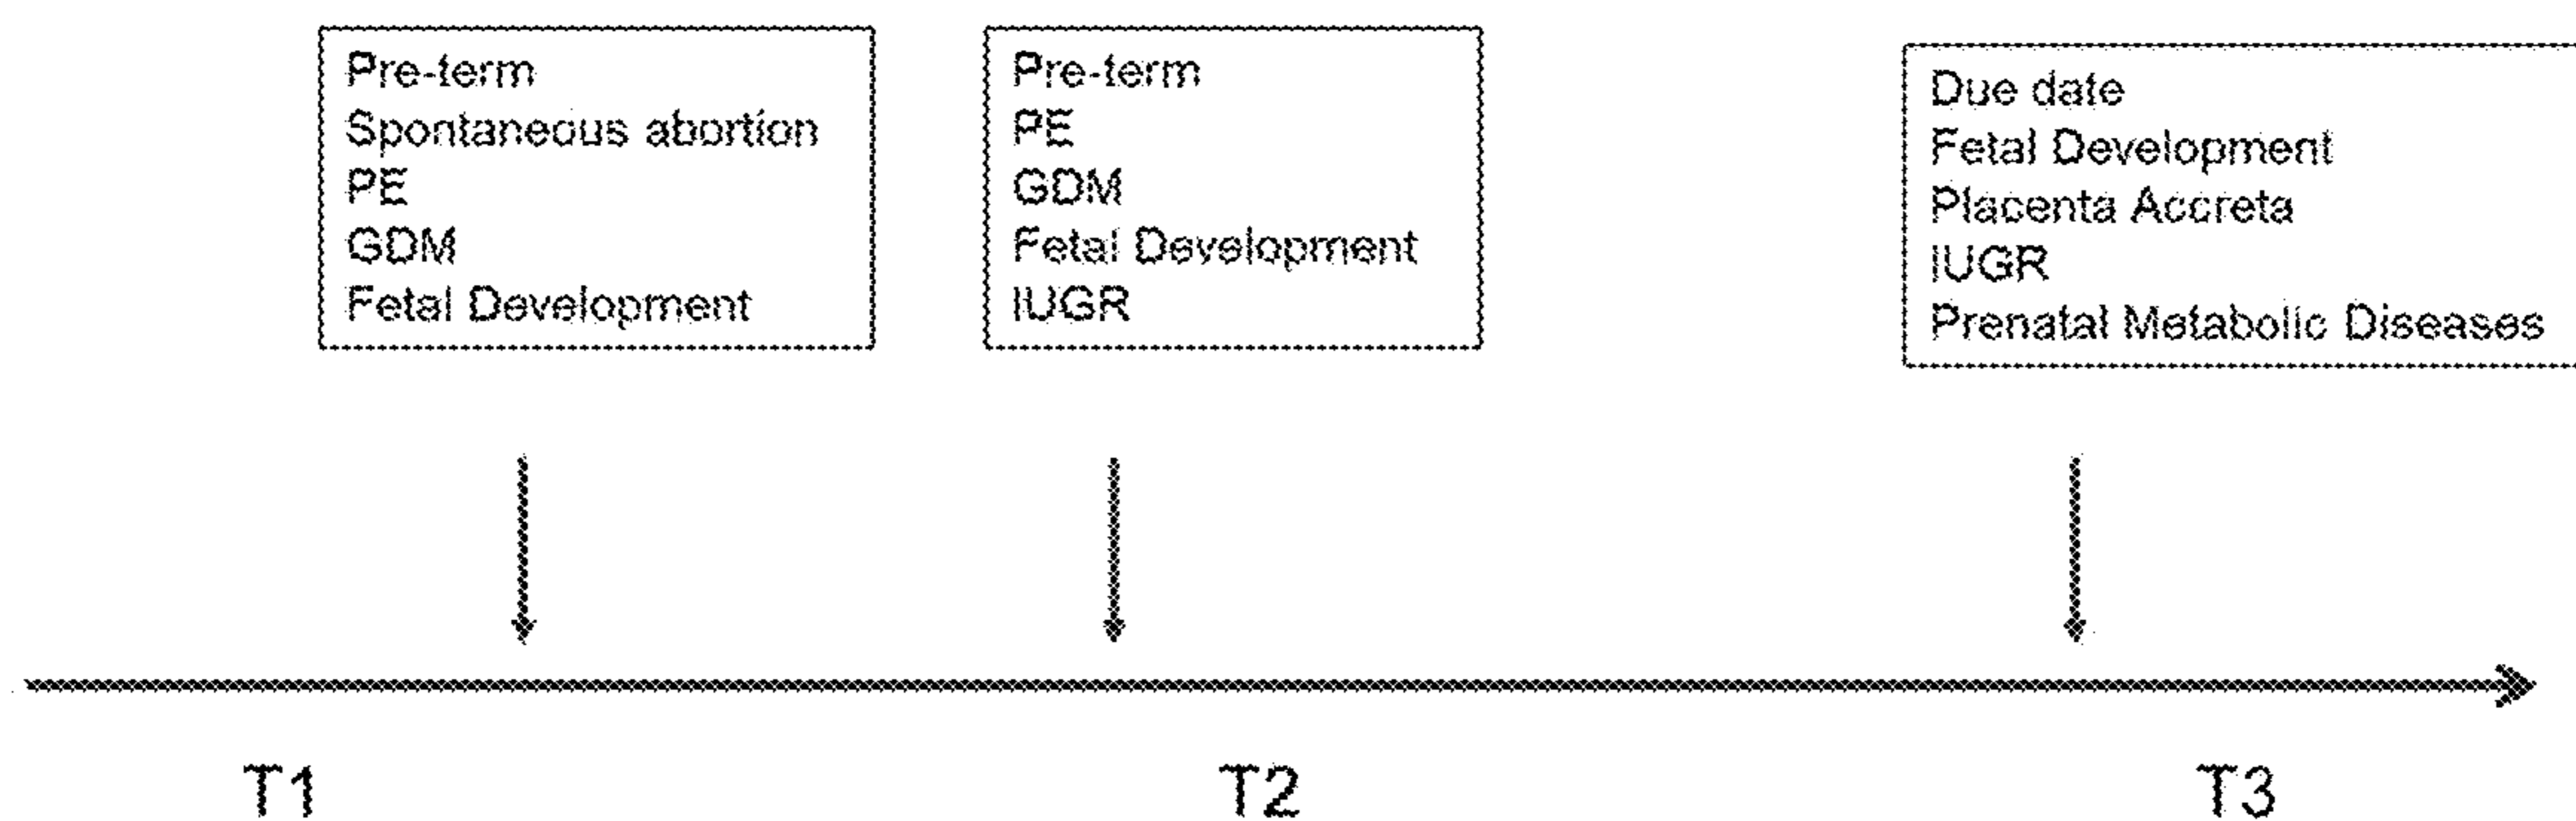 Pre-term
Spontaneous abortion
PE
GDM
Fetal Development
Pre-term
PE
GDM
Fetal Development
IUGR
Due date
Fetal Development
Placenta Accreta
IUGR
Prenatal Metabolic Diseases
T1
T2
T3